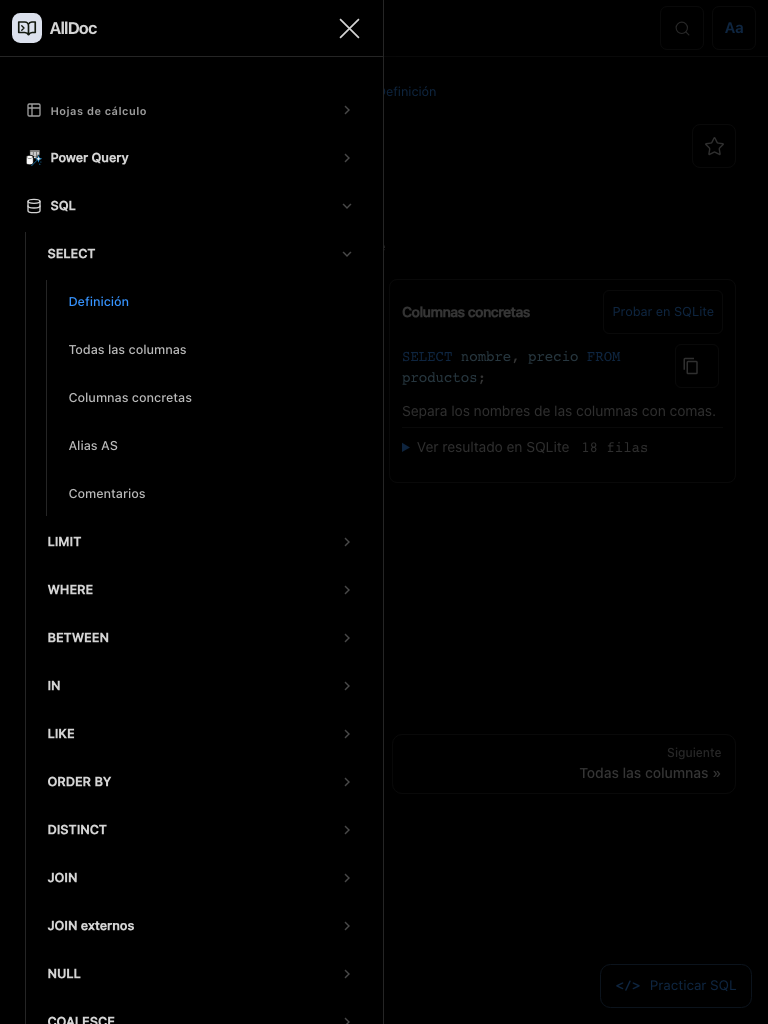 AllDoc
Aa
Definición
Hojas de cálculo
Power Query
SQL
SELECT
Definición
Todas las columnas
Columnas concretas
Alias AS
Comentarios
LIMIT
WHERE
BETWEEN
IN
LIKE
ORDER BY
DISTINCT
JOIN
JOIN externos
NULL
COALESCE
Columnas concretas
Probar en SQLite
SELECT nombre, precio FROM
productos;
Separa los nombres de las columnas con comas.
Ver resultado en SQLite 18 filas
Siguiente
Todas las columnas »
</> Practicar SQL